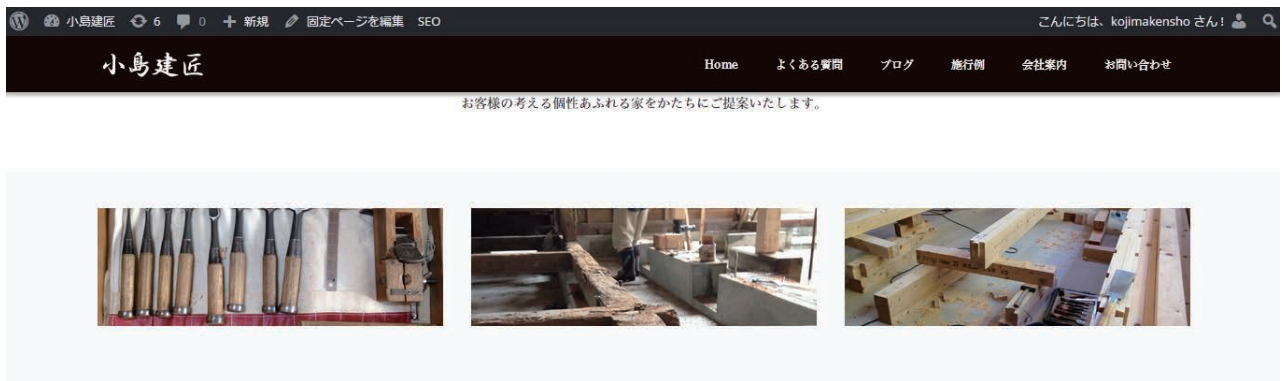 小島建匠 6 0 新規 固定ページを編集 SEO こんにちは、kojimakensho さん!
小島建匠 Home よくある質問 ブログ 施行例 会社案内 お問い合わせ
お客様の考える個性あふれる家をかたちにご提案いたします。